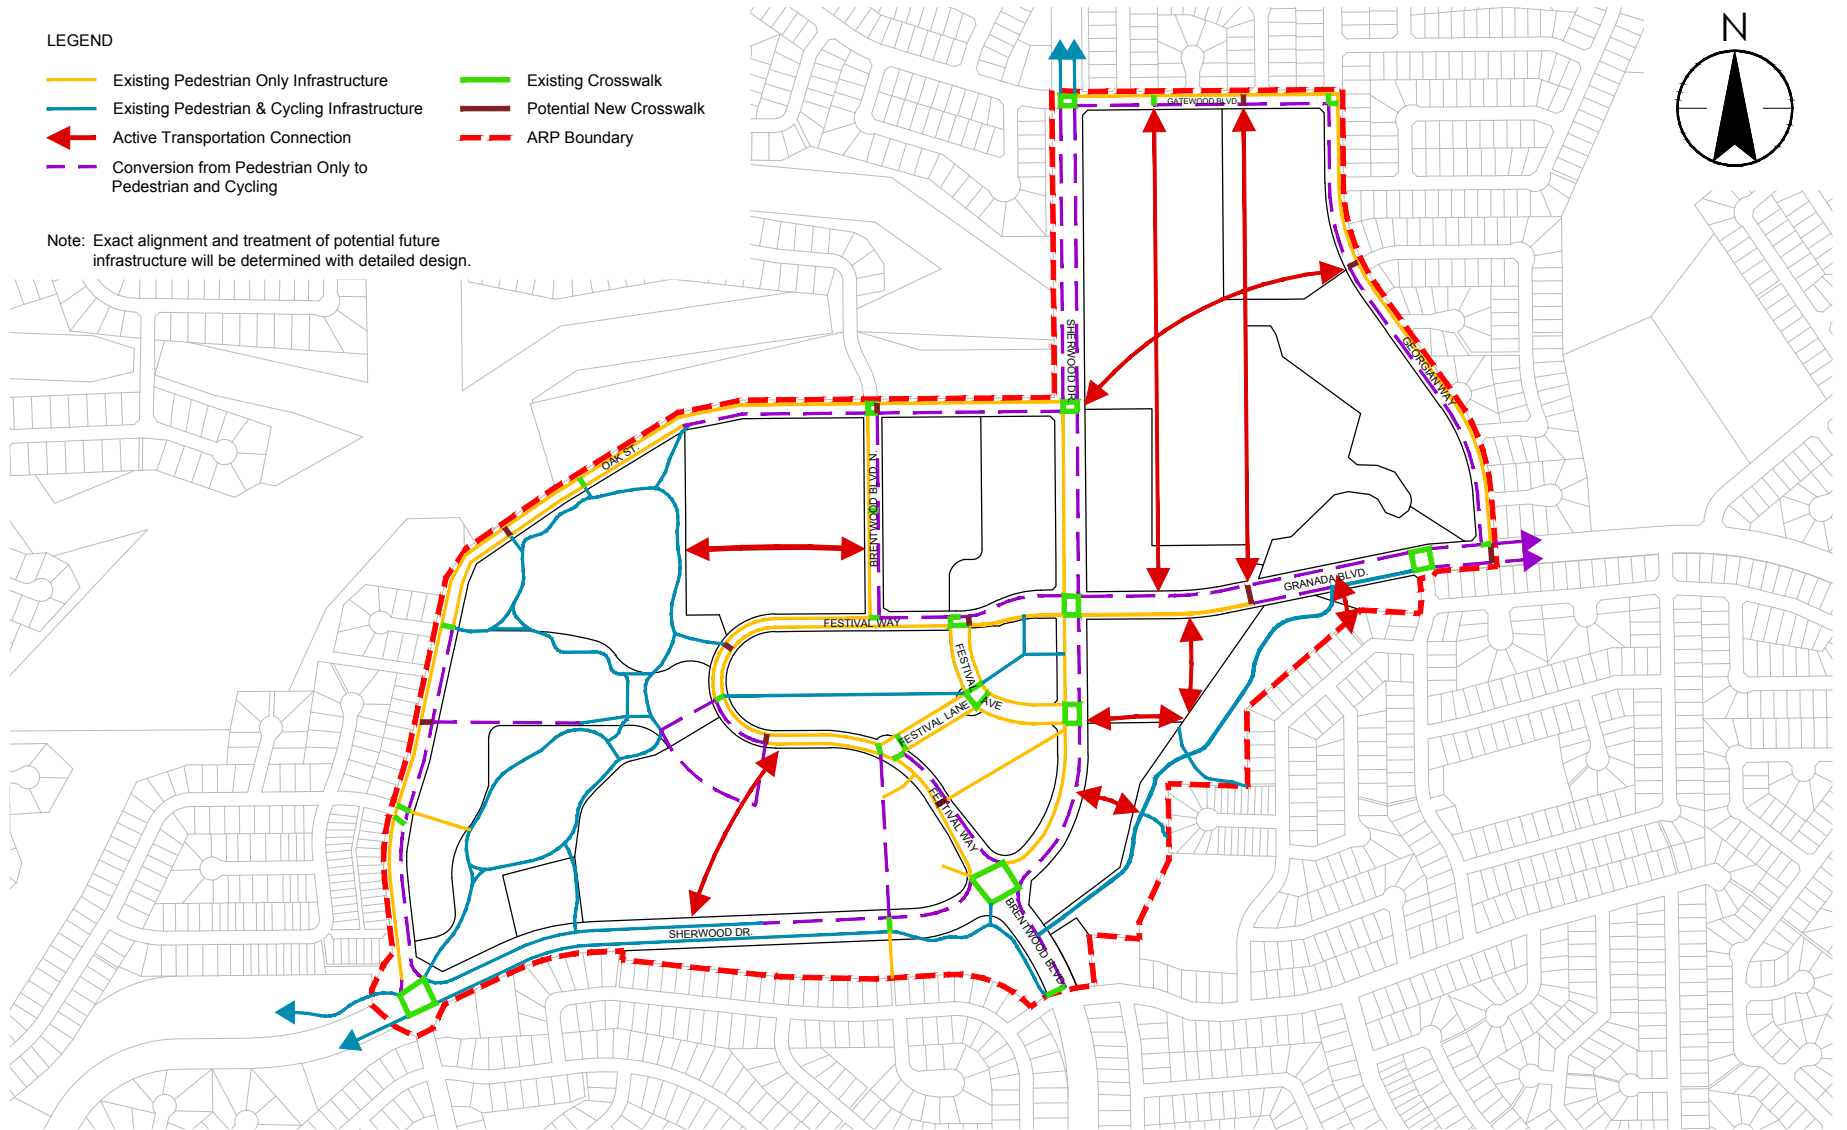 LEGEND
Existing Pedestrian Only Infrastructure
Existing Pedestrian & Cycling Infrastructure
Active Transportation Connection
Conversion from Pedestrian Only to
Pedestrian and Cycling
Existing Crosswalk
Potential New Crosswalk
ARP Boundary
Note: Exact alignment and treatment of potential future
infrastructure will be determined with detailed design.
N
GATEWOOD BLVD.
SHERWOOD DR.
GEORGIAN WAY
OAK ST.
BRENTWOOD BLVD. N.
GRANADA BLVD.
FESTIVAL WAY
FESTIVAL AVE
FESTIVAL LANE
FESTIVAL WAY
BRENTWOOD BLVD.
SHERWOOD DR.